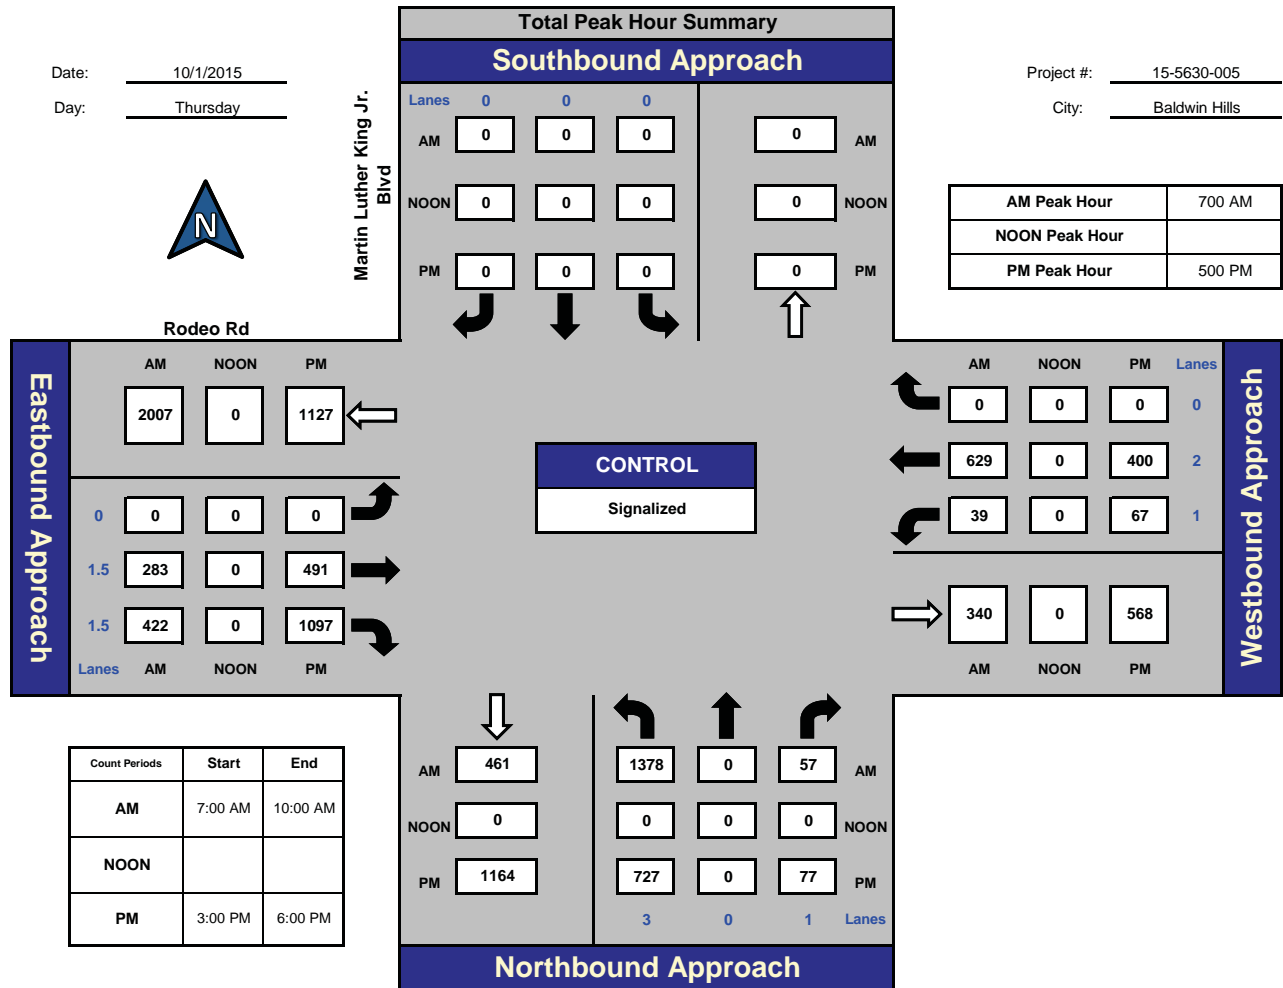 Total Peak Hour Summary
Southbound Approach
Date: 10/1/2015
Day: Thursday
Project #: 15-5630-005
City: Baldwin Hills
N
Martin Luther King Jr.
Blvd
Lanes 0 0 0
AM 0 0 0 0 AM
NOON 0 0 0 0 NOON
PM 0 0 0 0 PM
AM Peak Hour 700 AM
NOON Peak Hour
PM Peak Hour 500 PM
Rodeo Rd
Eastbound Approach
AM NOON PM
2007 0 1127
0 0 0 0
1.5 283 0 491
1.5 422 0 1097
Lanes AM NOON PM
CONTROL
Signalized
AM NOON PM Lanes
0 0 0 0
629 0 400 2
39 0 67 1
340 0 568
AM NOON PM
Westbound Approach
Count Periods Start End
AM 7:00 AM 10:00 AM
NOON
PM 3:00 PM 6:00 PM
AM 461 1378 0 57 AM
NOON 0 0 0 0 NOON
PM 1164 727 0 77 PM
3 0 1 Lanes
Northbound Approach